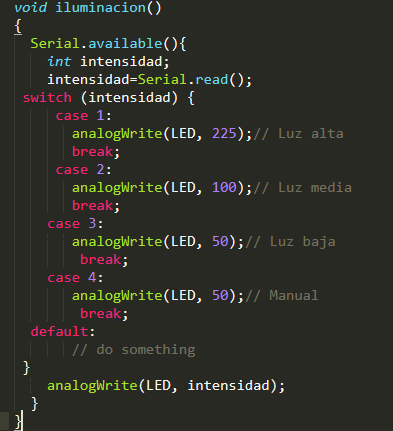 void iluminacion()
{
Serial.available(){
int intensidad;
intensidad=Serial.read();
switch (intensidad) {
case 1:
analogWrite(LED, 225);// Luz alta
break;
case 2:
analogWrite(LED, 100);// Luz media
break;
case 3:
analogWrite(LED, 50);// Luz baja
break;
case 4:
analogWrite(LED, 50);// Manual
break;
default:
// do something
}
analogWrite(LED, intensidad);
}
}